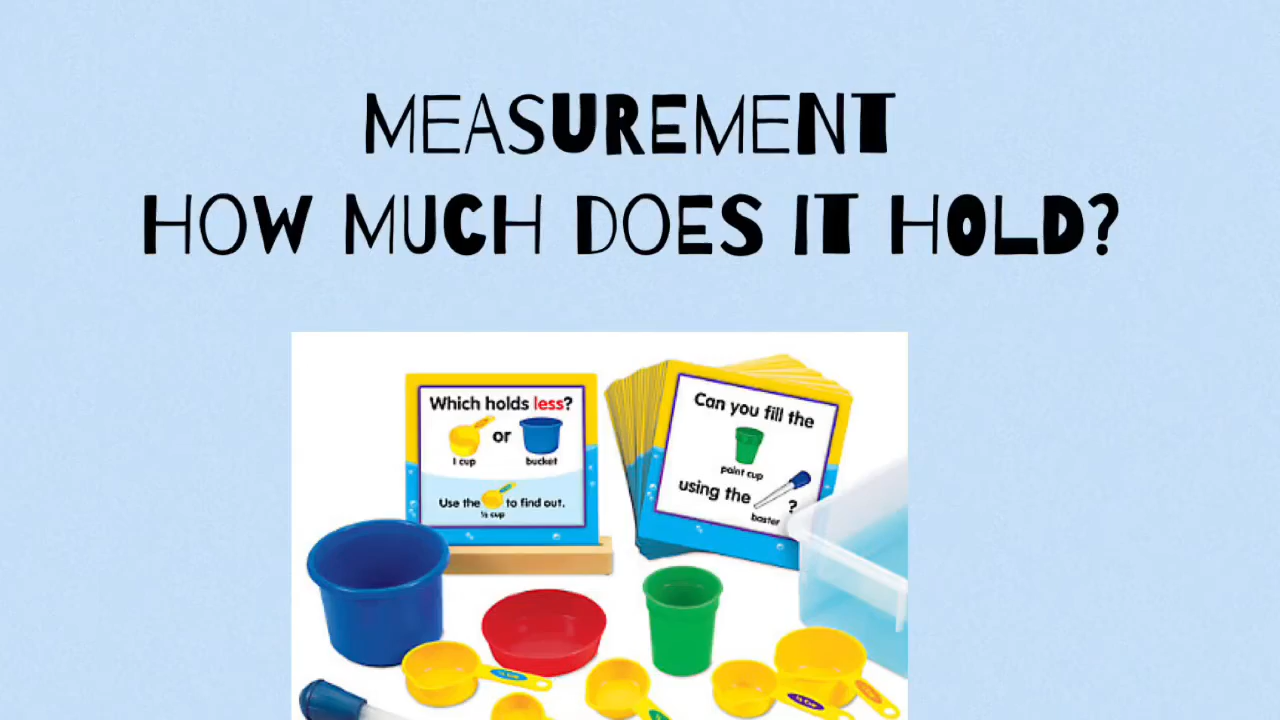 MEASUREMENT
HOW MUCH DOES IT HOLD?
Which holds less?
or
1 cup
bucket
Use the to find out.
½ cup
Can you fill the
paint cup
using the ?
baster